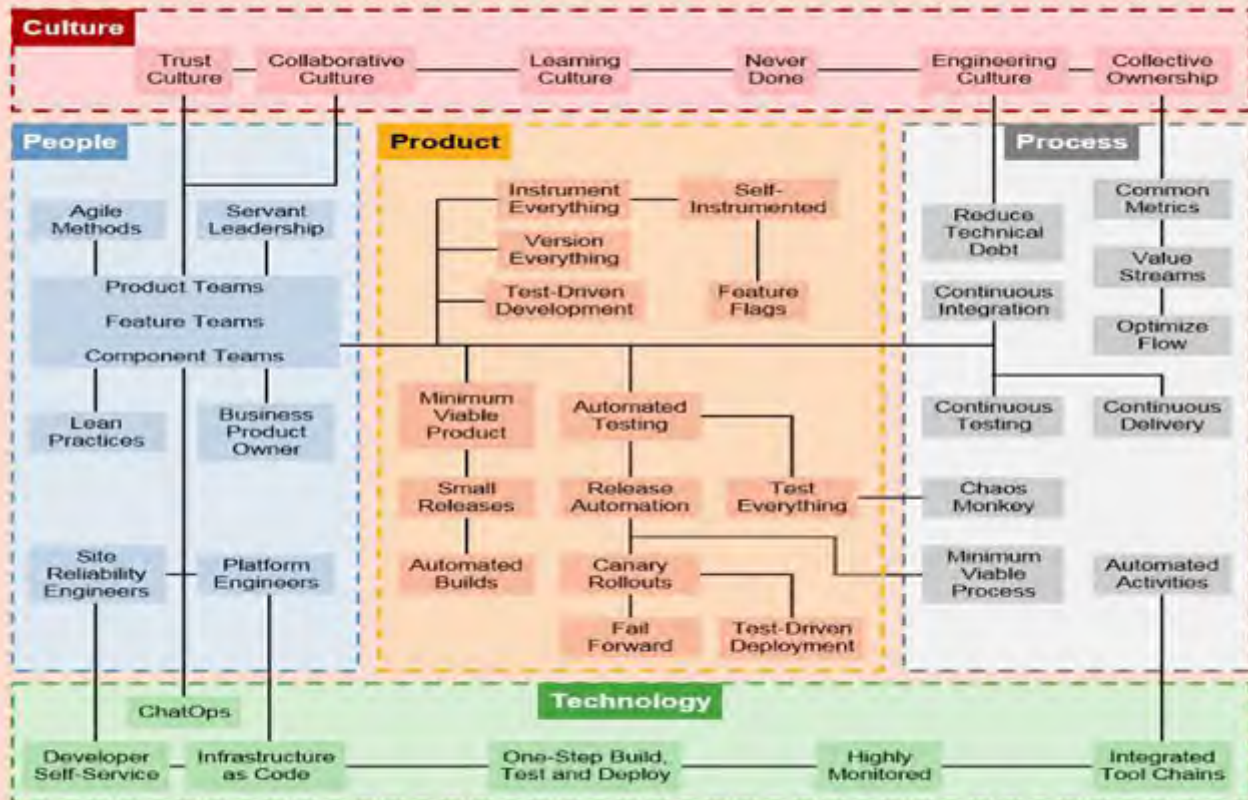 Culture
Trust
Culture
Collaborative
Culture
Learning
Culture
Never
Done
Engineering
Culture
Collective
Ownership
People
Agile
Methods
Servant
Leadership
Product Teams
Feature Teams
Component Teams
Lean
Practices
Business
Product
Owner
Site
Reliability
Engineers
Platform
Engineers
Product
Instrument
Everything
Self-
Instrumented
Version
Everything
Test-Driven
Development
Feature
Flags
Minimum
Viable
Product
Automated
Testing
Small
Releases
Release
Automation
Test
Everything
Automated
Builds
Canary
Rollouts
Fail
Forward
Test-Driven
Deployment
Process
Reduce
Technical
Debt
Common
Metrics
Value
Streams
Continuous
Integration
Optimize
Flow
Continuous
Testing
Continuous
Delivery
Chaos
Monkey
Minimum
Viable
Process
Automated
Activities
Technology
ChatOps
Developer
Self-Service
Infrastructure
as Code
One-Step Build,
Test and Deploy
Highly
Monitored
Integrated
Tool Chains